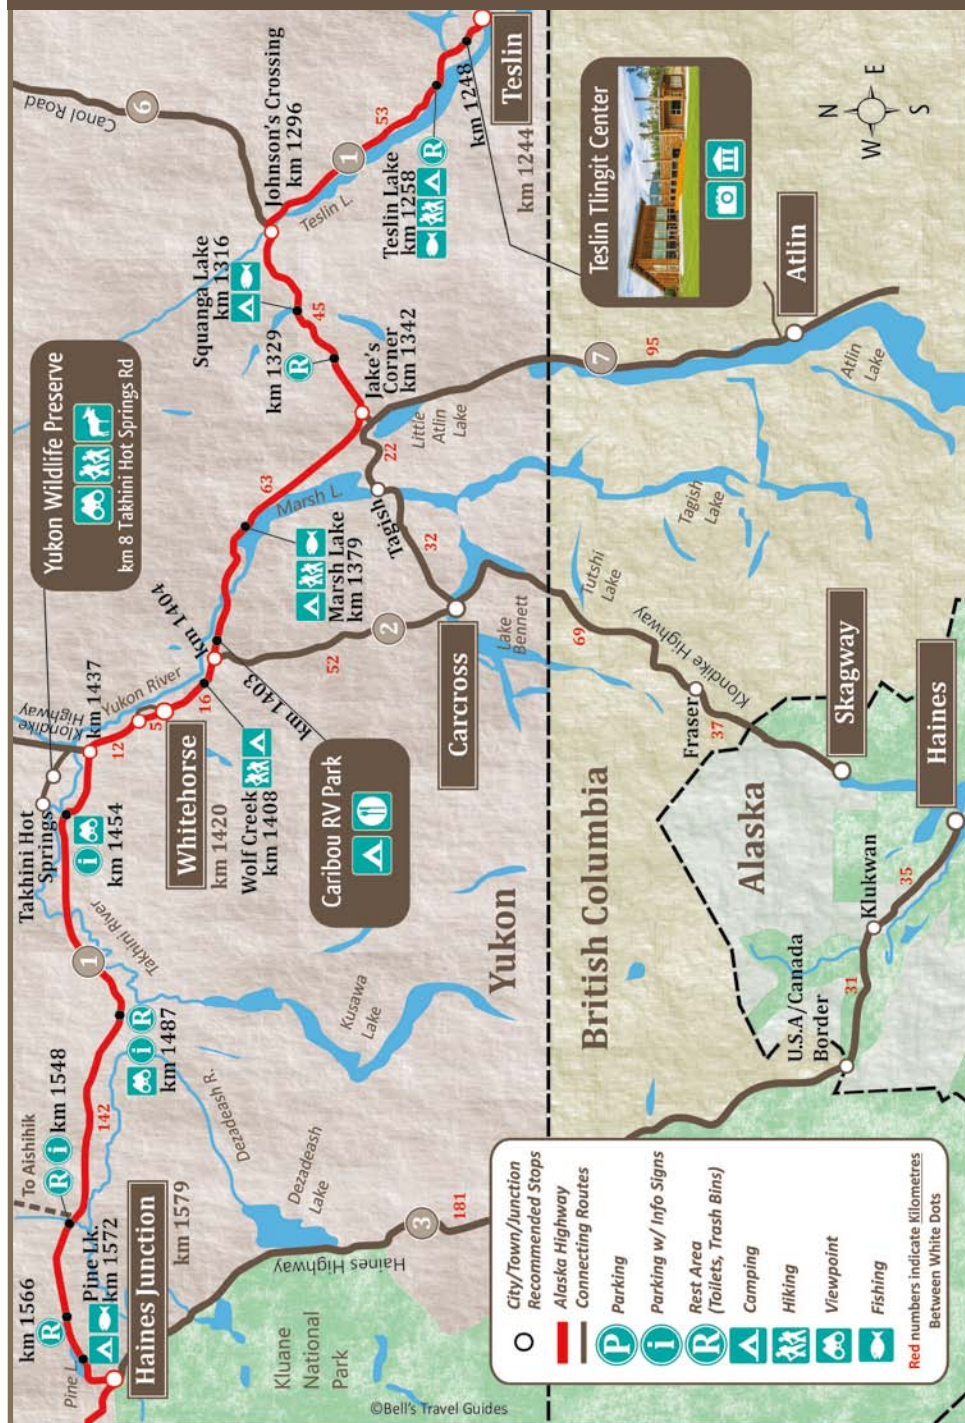 Teslin
km 1244
km 1248
Teslin Tlingit Center
Canol Road
6
Johnson's Crossing
km 1296
53
1
Teslin L.
Teslin Lake
km 1258
R
Squanga Lake
km 1316
45
km 1329
R
Jake's
Corner
km 1342
N
E
S
W
Atlin
95
7
Atlin
Lake
Little
Atlin
Lake
22
Tagish
32
Tagish
Lake
Yukon Wildlife Preserve
km 8 Takhini Hot Springs Rd
63
Marsh L.
Marsh Lake
km 1379
km 1404
km 1403
2
52
Carcross
Lake
Bennett
Tutshi
Lake
69
Klondike Highway
Fraser
37
Skagway
Haines
Klondike
Highway
Yukon River
km 1437
12
5
16
Whitehorse
km 1420
Wolf Creek
km 1408
Caribou RV Park
Takhini Hot
Springs
i
km 1454
Takhini River
1
Kusawa
Lake
Yukon
British Columbia
Alaska
Klukwan
35
31
U.S.A/Canada
Border
i R
km 1487
142
To Aishihik
R i km 1548
Dezadeash R.
Dezadeash
Lake
3
181
Haines Highway
km 1566
R
Pine Lk.
km 1572
Pine L.
Haines Junction
km 1579
Kluane
National
Park
©Bell's Travel Guides
City/Town/Junction
Recommended Stops
Alaska Highway
Connecting Routes
P Parking
i Parking w/ Info Signs
R Rest Area
(Toilets, Trash Bins)
Camping
Hiking
Viewpoint
Fishing
Red numbers indicate Kilometres
Between White Dots